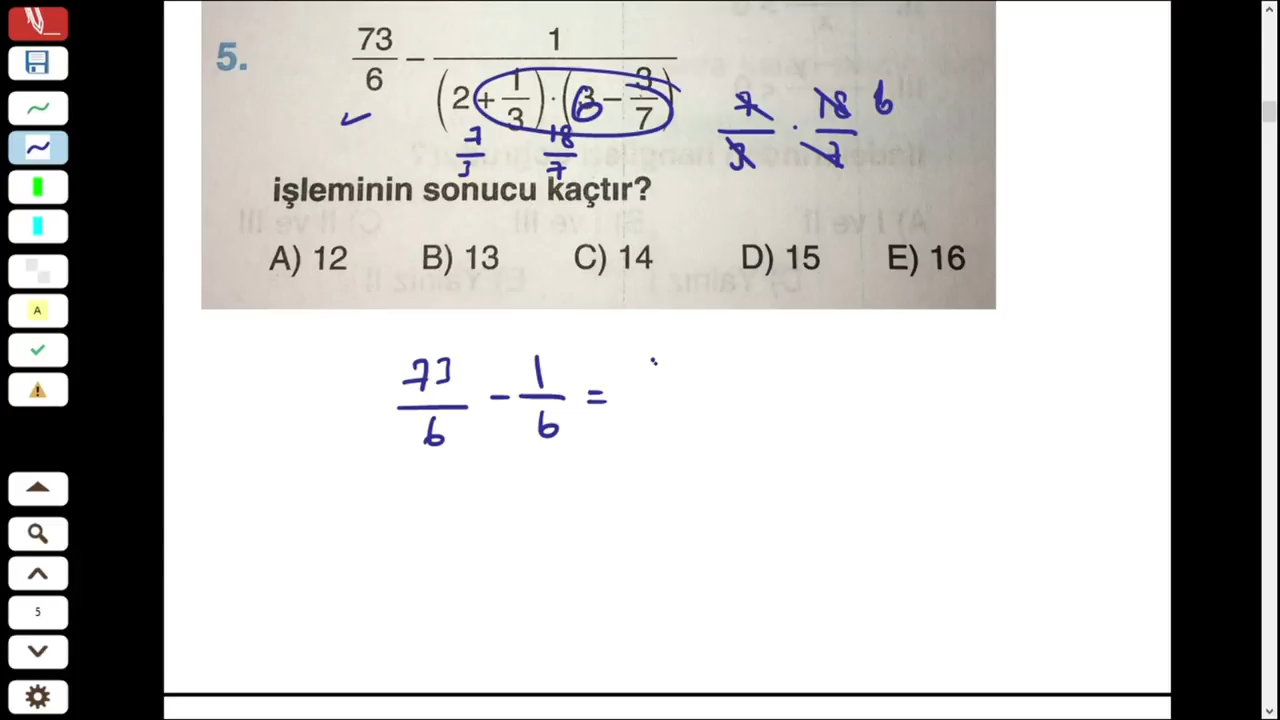 5. 73/6 − 1/((2 + 1/3) · (3 − 3/7))
6
7/3 18/7
7/3 · 18/7 6
işleminin sonucu kaçtır?
A) 12 B) 13 C) 14 D) 15 E) 16
73/6 − 1/6 =
A
5